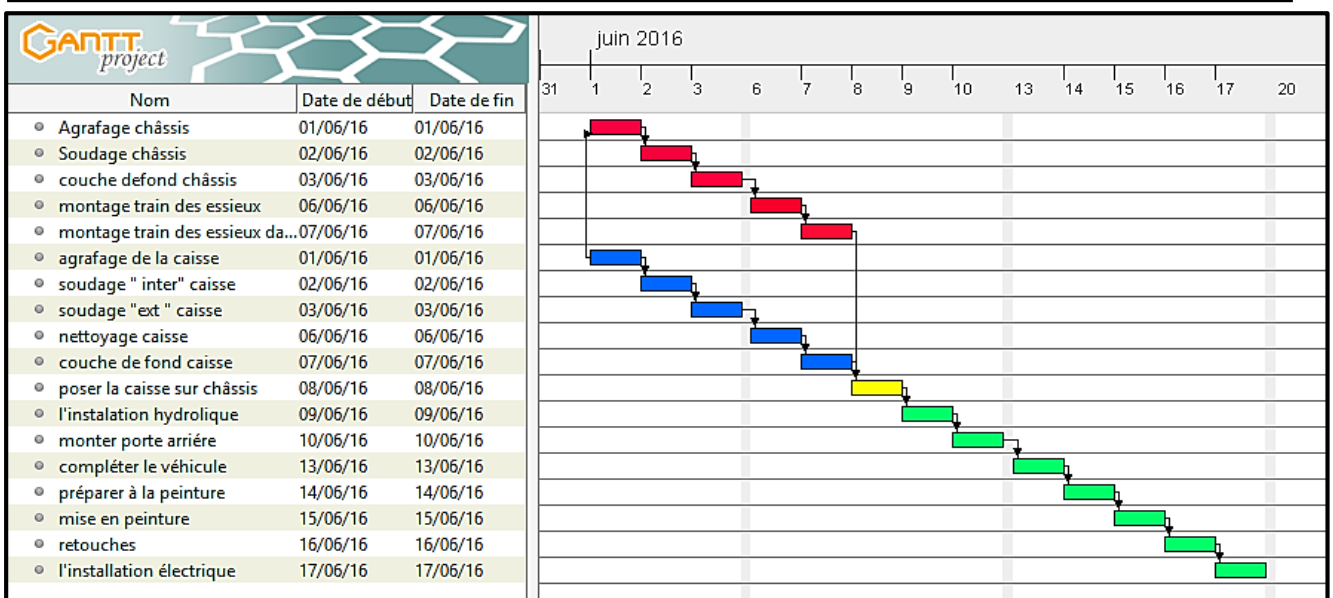 GANTT
project
juin 2016
31 1 2 3 6 7 8 9 10 13 14 15 16 17 20
Nom Date de début Date de fin
Agrafage châssis 01/06/16 01/06/16
Soudage châssis 02/06/16 02/06/16
couche defond châssis 03/06/16 03/06/16
montage train des essieux 06/06/16 06/06/16
montage train des essieux da...07/06/16 07/06/16
agrafage de la caisse 01/06/16 01/06/16
soudage " inter" caisse 02/06/16 02/06/16
soudage "ext " caisse 03/06/16 03/06/16
nettoyage caisse 06/06/16 06/06/16
couche de fond caisse 07/06/16 07/06/16
poser la caisse sur châssis 08/06/16 08/06/16
l'instalation hydrolique 09/06/16 09/06/16
monter porte arriére 10/06/16 10/06/16
compléter le véhicule 13/06/16 13/06/16
préparer à la peinture 14/06/16 14/06/16
mise en peinture 15/06/16 15/06/16
retouches 16/06/16 16/06/16
l'installation électrique 17/06/16 17/06/16